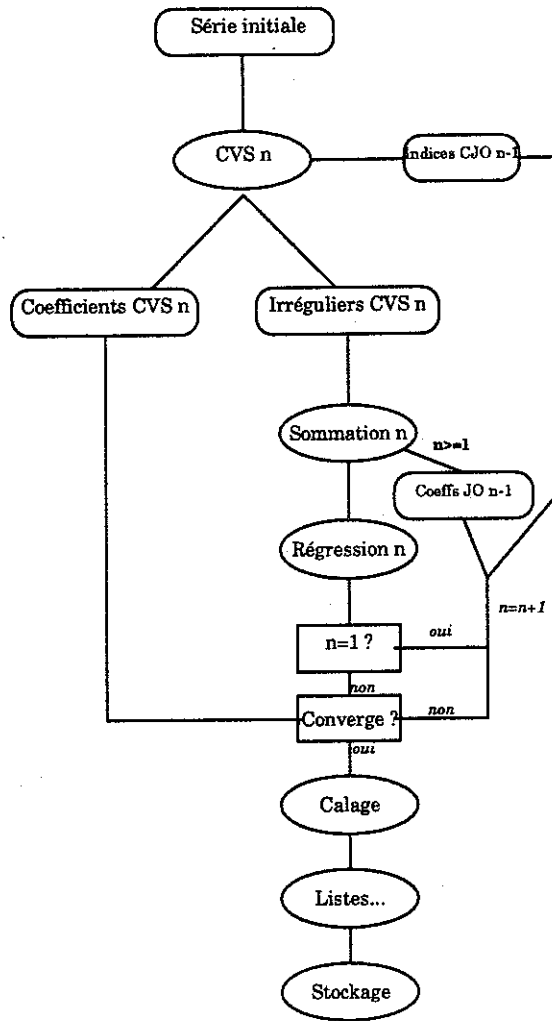 Série initiale
CVS n
Indices CJO n-1
Coefficients CVS n
Irréguliers CVS n
Sommation n
n>=1
Coeffs JO n-1
Régression n
n=n+1
n=1 ?
oui
non
Converge ?
non
oui
Calage
Listes...
Stockage